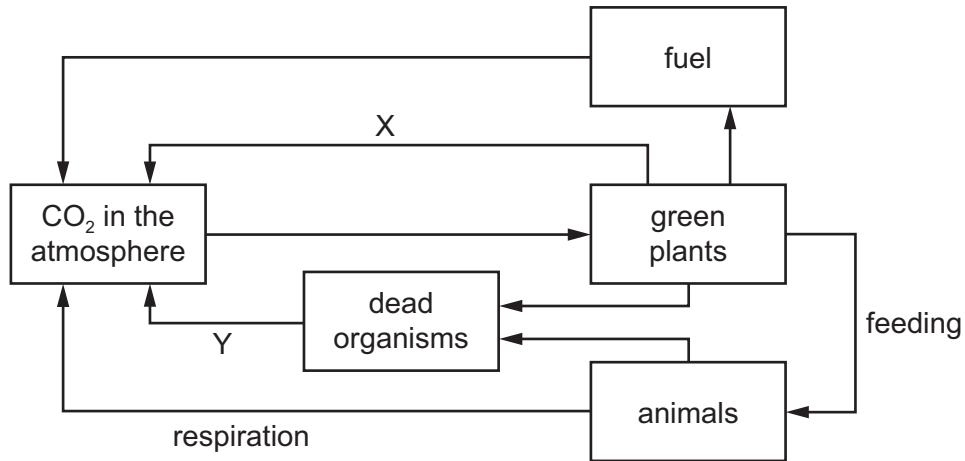 fuel
X
CO₂ in the
atmosphere
green
plants
dead
organisms
feeding
Y
animals
respiration